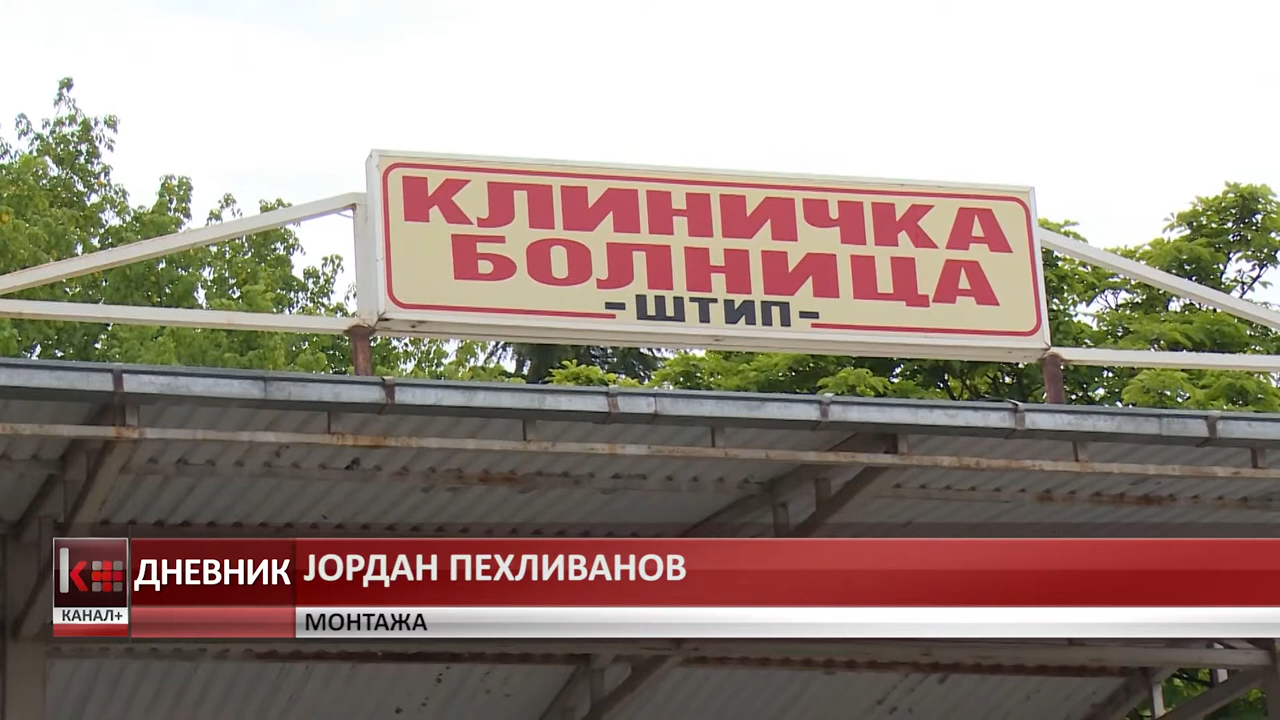 КЛИНИЧКА
БОЛНИЦА
-ШТИП-
ДНЕВНИК
ЈОРДАН ПЕХЛИВАНОВ
КАНАЛ+
МОНТАЖА